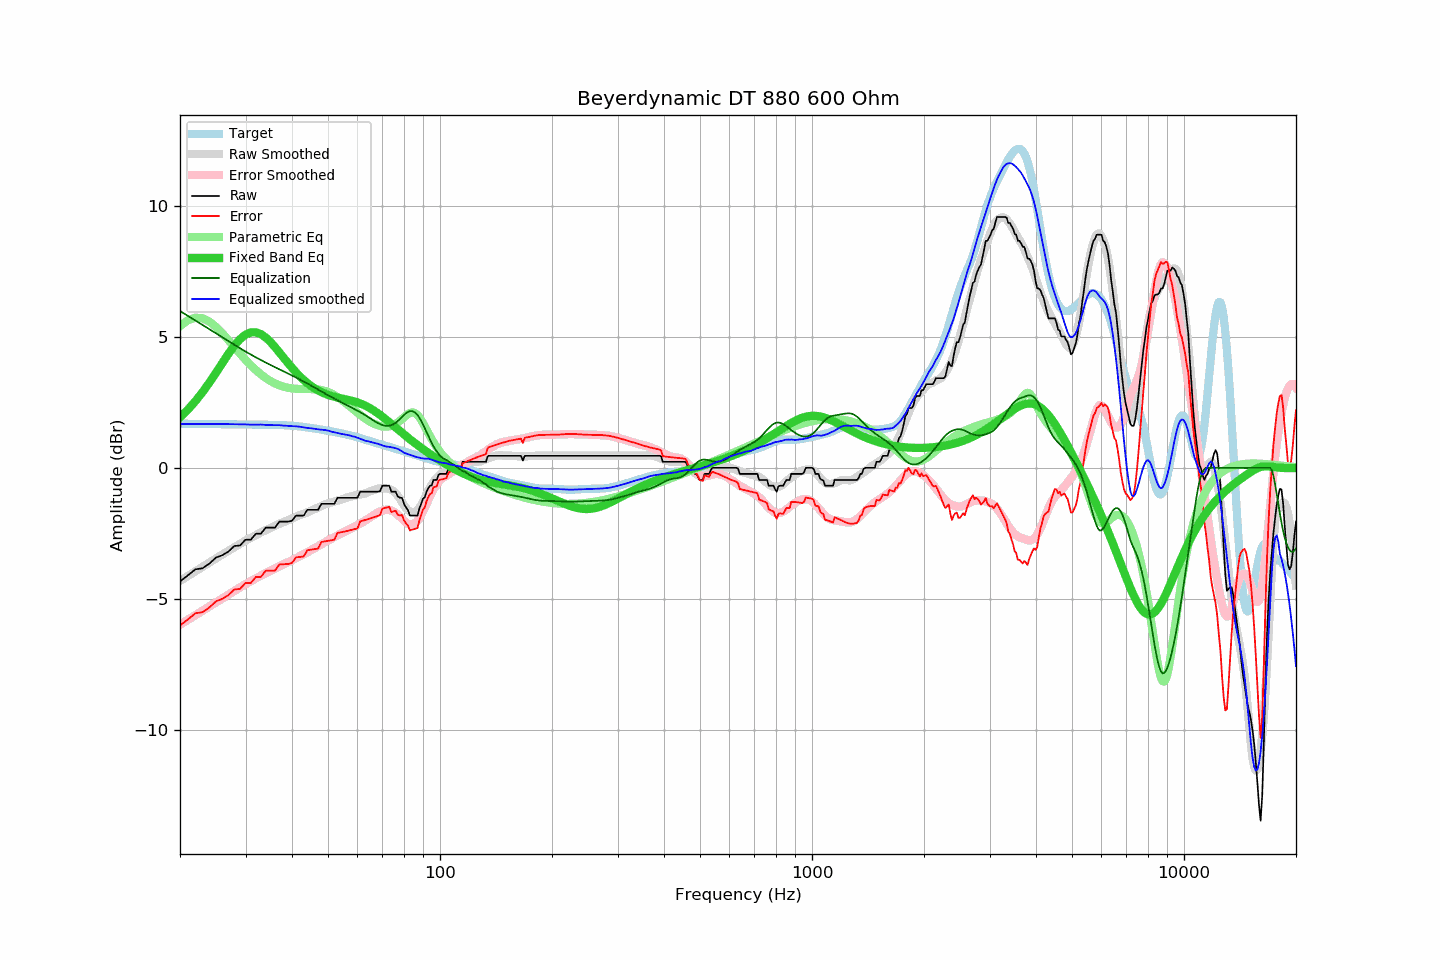 Beyerdynamic DT 880 600 Ohm
Target
Raw Smoothed
Error Smoothed
Raw
Error
Parametric Eq
Fixed Band Eq
Equalization
Equalized smoothed
10
5
0
−5
−10
Amplitude (dBr)
100
1000
10000
Frequency (Hz)